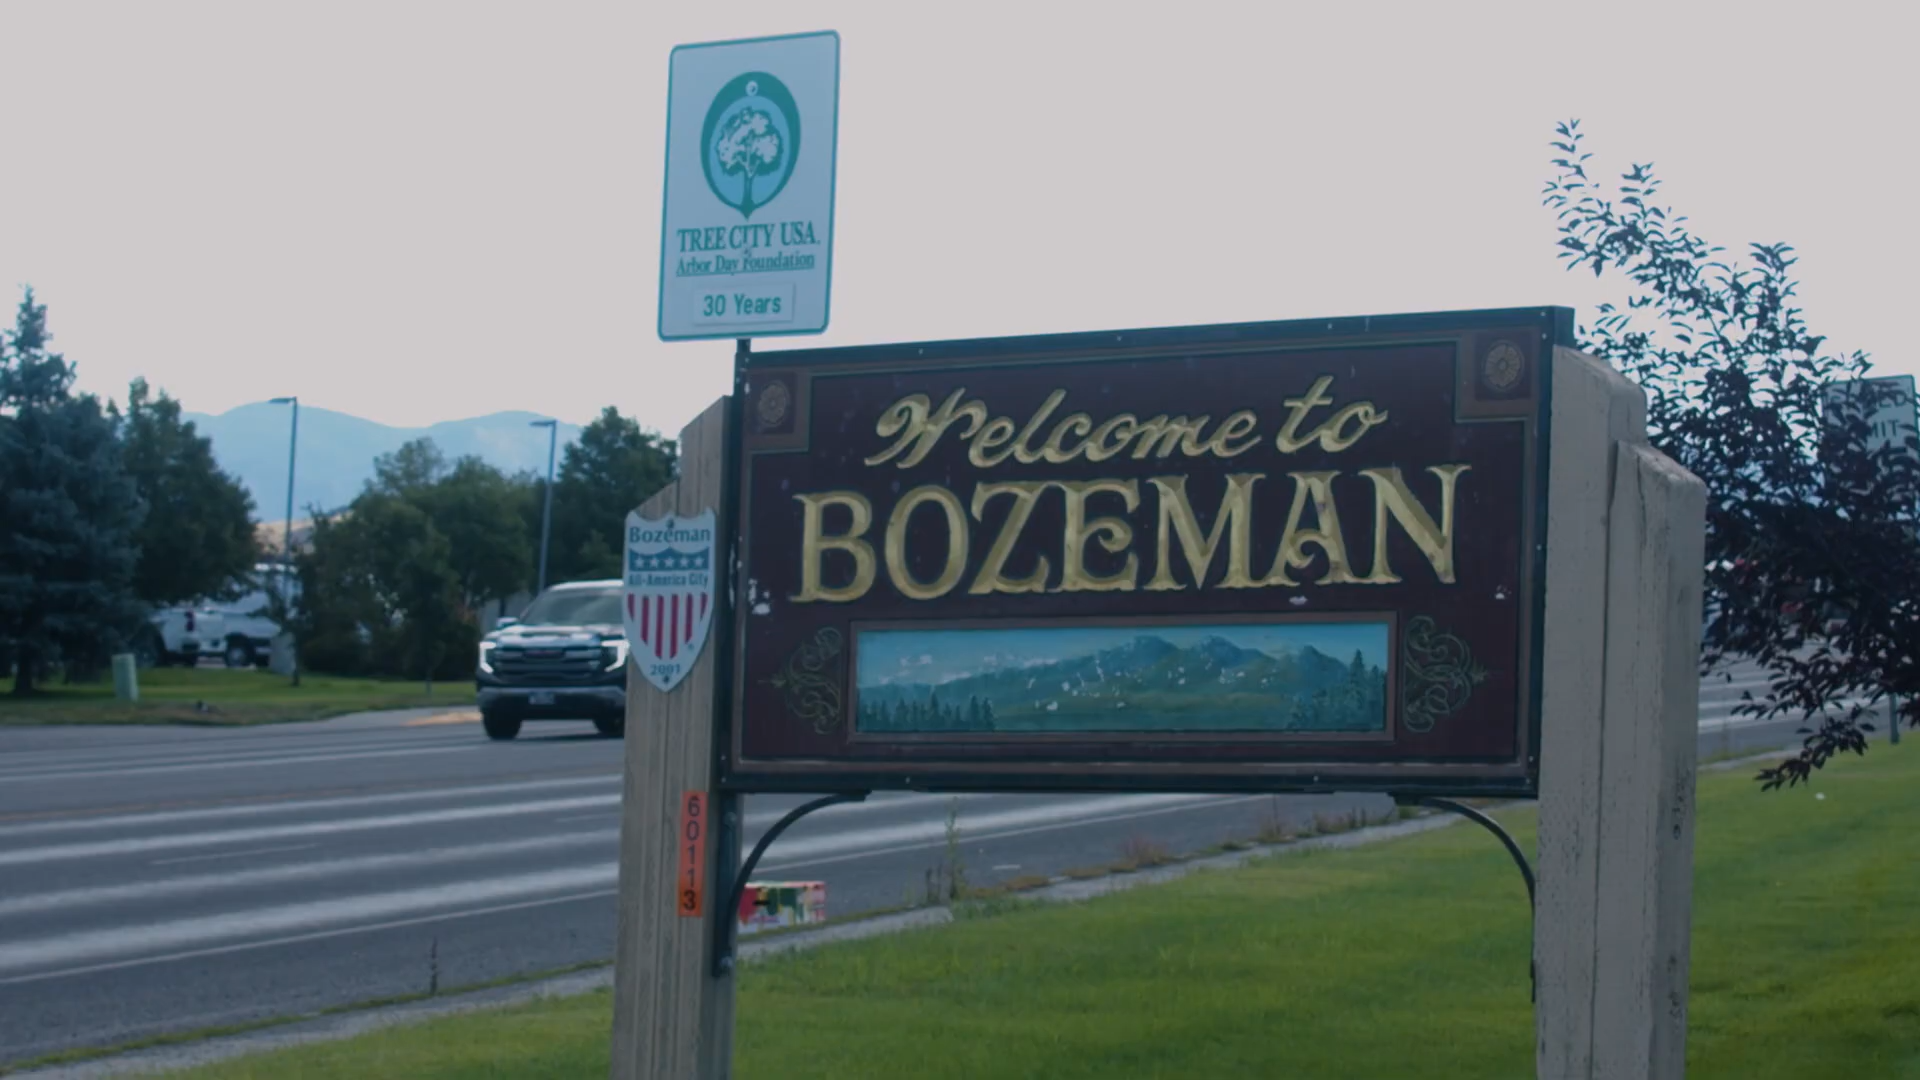 TREE CITY USA.
Arbor Day Foundation
30 Years
Welcome to
BOZEMAN
Bozeman
All-America City
2001
60113